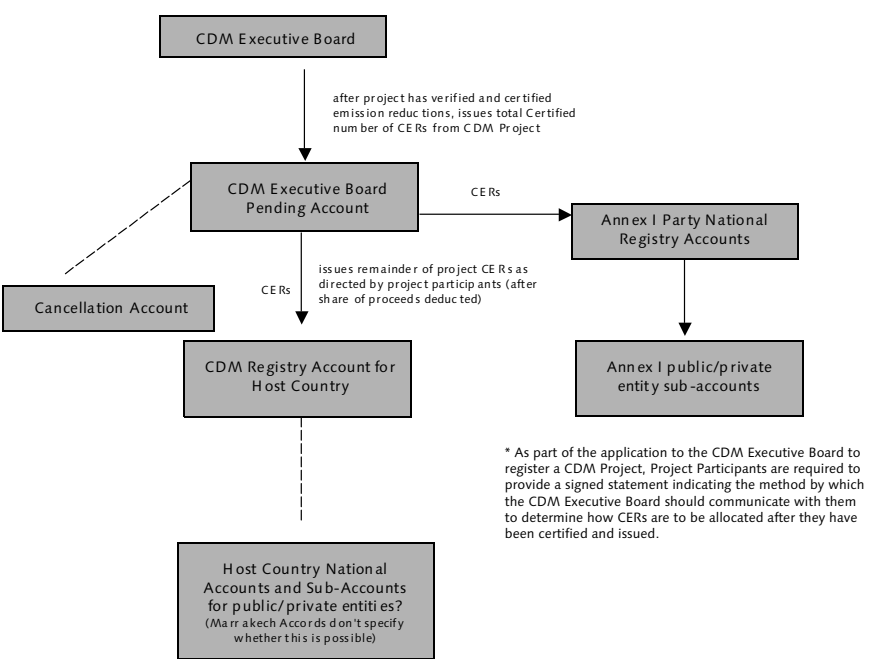 CDM Executive Board
after project has verified and certified
emission reductions, issues total Certified
number of CERs from CDM Project
CDM Executive Board
Pending Account
CERs
Annex I Party National
Registry Accounts
issues remainder of project CERs as
directed by project participants (after
share of proceeds deducted)
CERs
Cancellation Account
CDM Registry Account for
Host Country
Annex I public/private
entity sub-accounts
* As part of the application to the CDM Executive Board to
register a CDM Project, Project Participants are required to
provide a signed statement indicating the method by which
the CDM Executive Board should communicate with them
to determine how CERs are to be allocated after they have
been certified and issued.
Host Country National
Accounts and Sub-Accounts
for public/private entities?
(Marrakech Accords don't specify
whether this is possible)